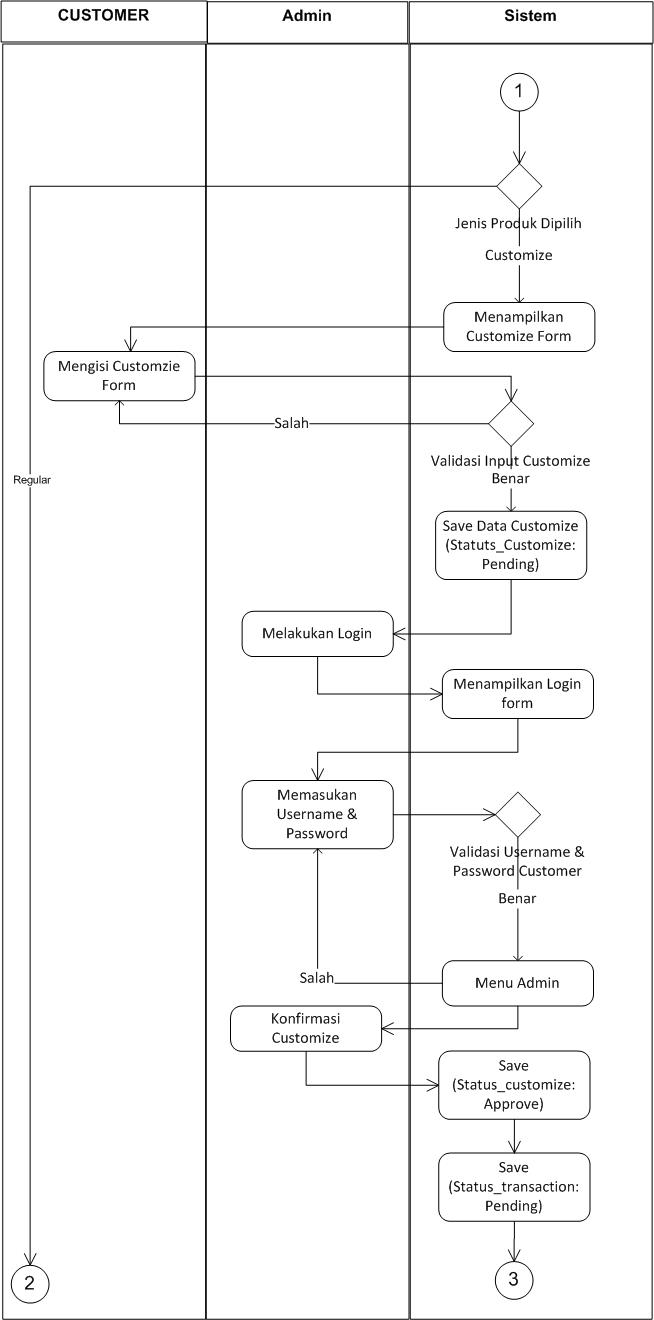 CUSTOMER
Admin
Sistem
1
Jenis Produk Dipilih
Customize
Menampilkan
Customize Form
Mengisi Customzie
Form
Salah
Validasi Input Customize
Benar
Regular
Save Data Customize
(Statuts_Customize:
Pending)
Melakukan Login
Menampilkan Login
form
Memasukan
Username &
Password
Validasi Username &
Password Customer
Benar
Salah
Menu Admin
Konfirmasi
Customize
Save
(Status_customize:
Approve)
Save
(Status_transaction:
Pending)
2
3